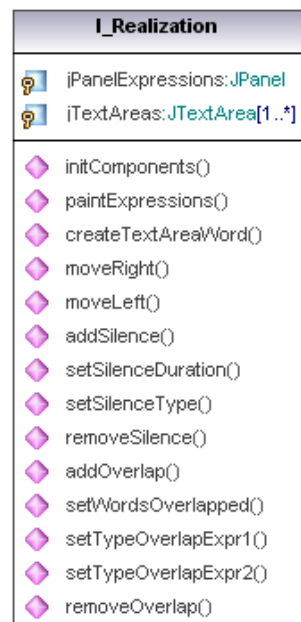 I_Realization
jPanelExpressions:JPanel
jTextAreas:JTextArea[1..*]
initComponents()
paintExpressions()
createTextAreaWord()
moveRight()
moveLeft()
addSilence()
setSilenceDuration()
setSilenceType()
removeSilence()
addOverlap()
setWordsOverlapped()
setTypeOverlapExpr1()
setTypeOverlapExpr2()
removeOverlap()